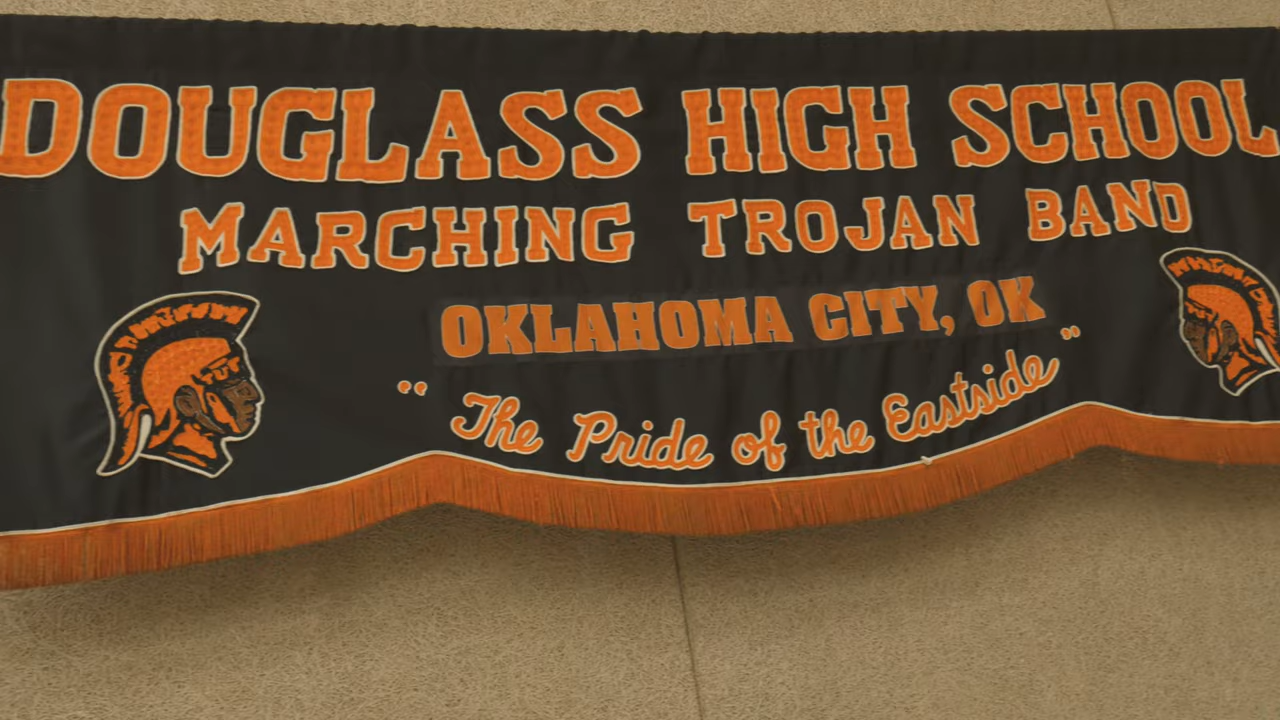 DOUGLASS HIGH SCHOOL
MARCHING TROJAN BAND
OKLAHOMA CITY, OK
"The Pride of the Eastside"